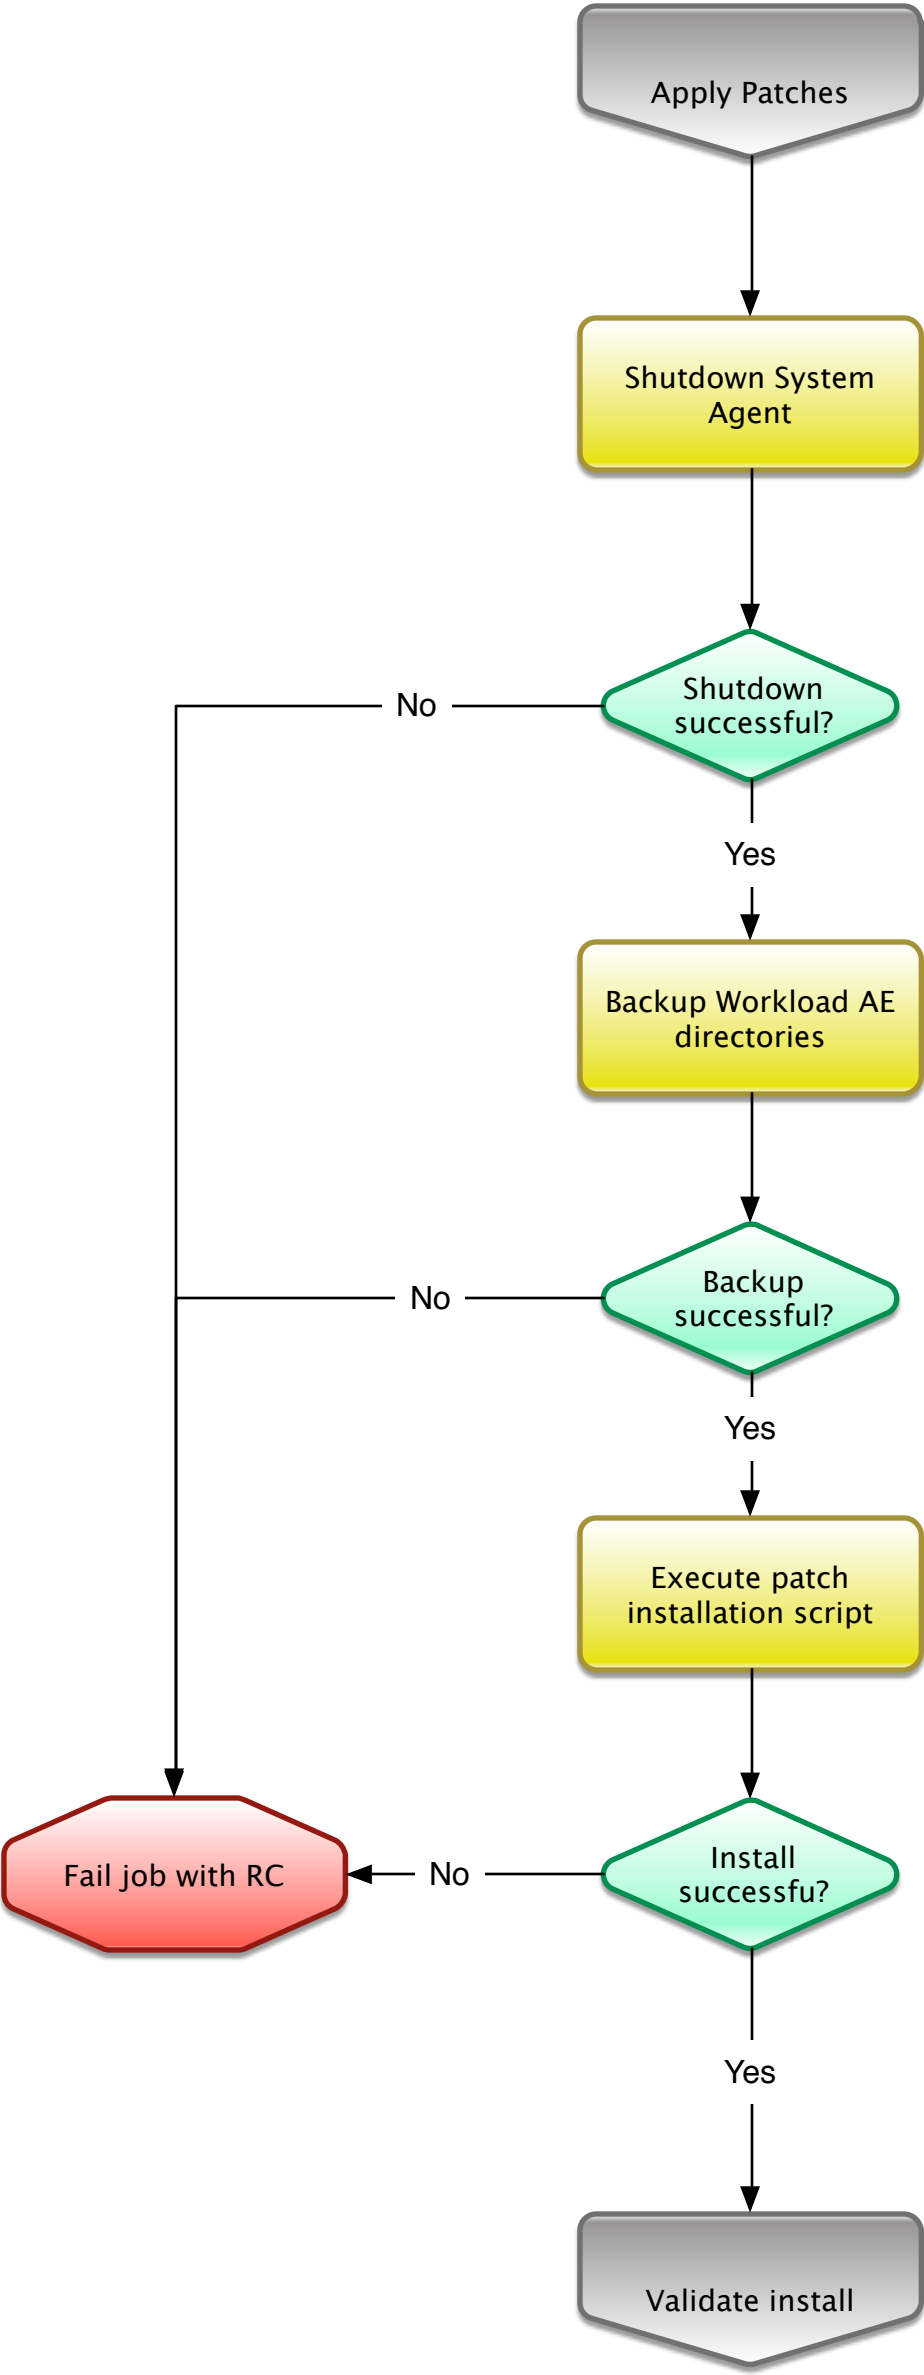 Apply Patches
Shutdown System
Agent
Shutdown
successful?
No
Yes
Backup Workload AE
directories
Backup
successful?
No
Yes
Execute patch
installation script
Install
successfu?
No
Fail job with RC
Yes
Validate install